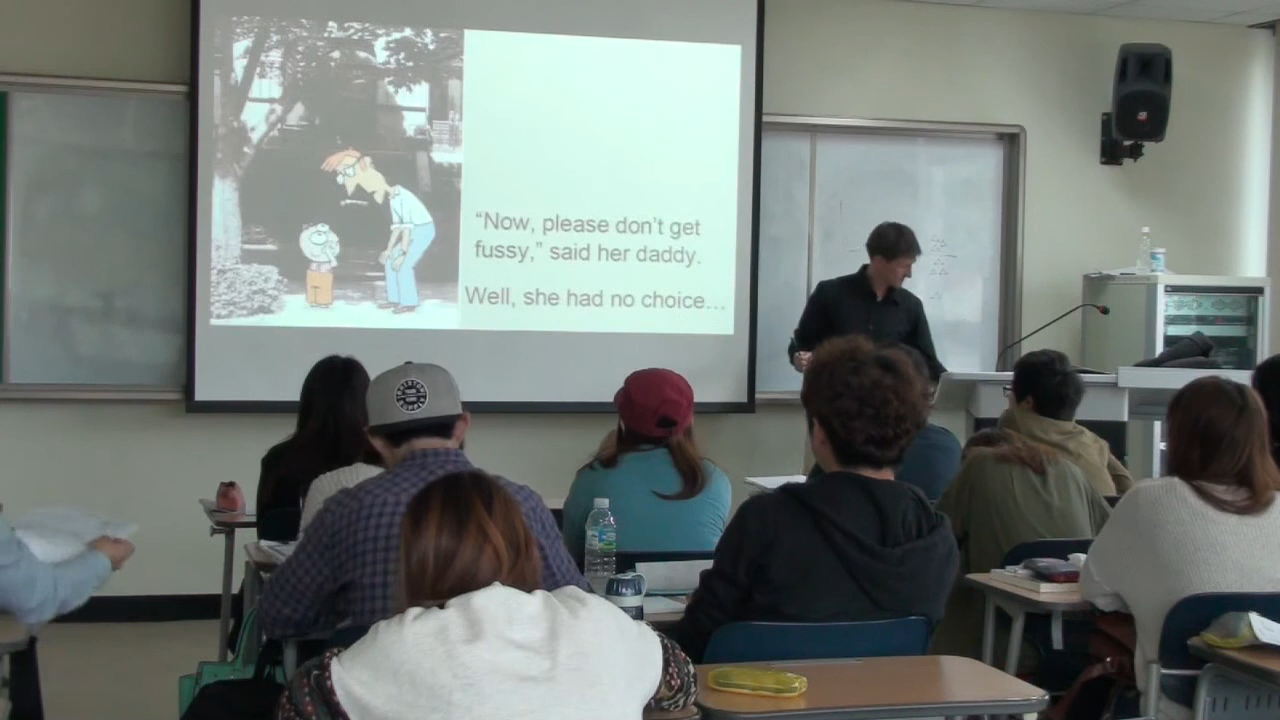 “Now, please don’t get
fussy,” said her daddy.
Well, she had no choice…